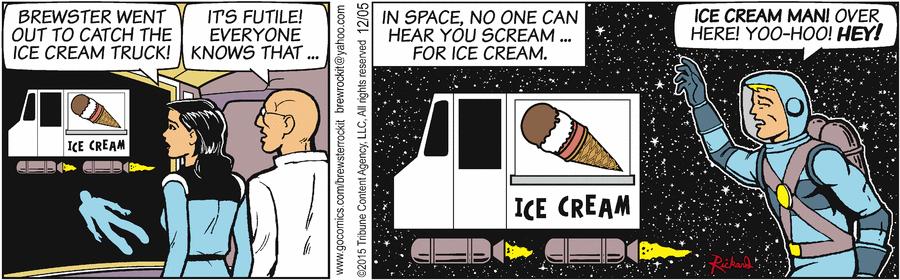 BREWSTER WENT
OUT TO CATCH THE
ICE CREAM TRUCK!
IT'S FUTILE!
EVERYONE
KNOWS THAT ...
ICE CREAM
www.gocomics.com/brewsterrockit brewrockit@yahoo.com
©2015 Tribune Content Agency, LLC. All rights reserved 12/05
IN SPACE, NO ONE CAN
HEAR YOU SCREAM ...
FOR ICE CREAM.
ICE CREAM MAN! OVER
HERE! YOO-HOO! HEY!
ICE CREAM
Rickard